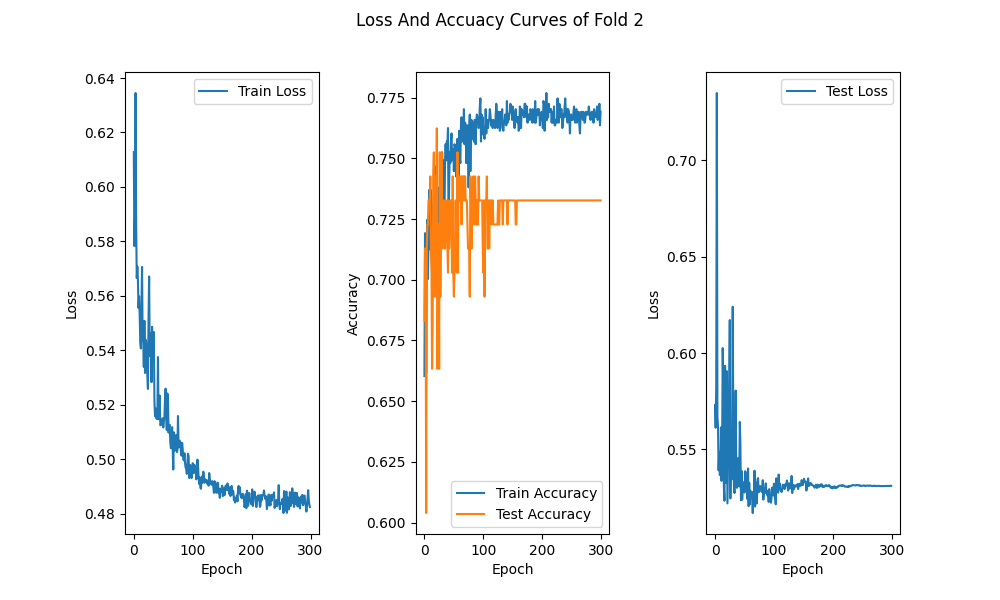 Loss And Accuacy Curves of Fold 2
Train Loss
0.64
0.62
0.60
0.58
0.56
0.54
0.52
0.50
0.48
Loss
0 100 200 300
Epoch
0.775
0.750
0.725
0.700
0.675
0.650
0.625
0.600
Accuracy
Train Accuracy
Test Accuracy
0 100 200 300
Epoch
Test Loss
0.70
0.65
0.60
0.55
Loss
0 100 200 300
Epoch